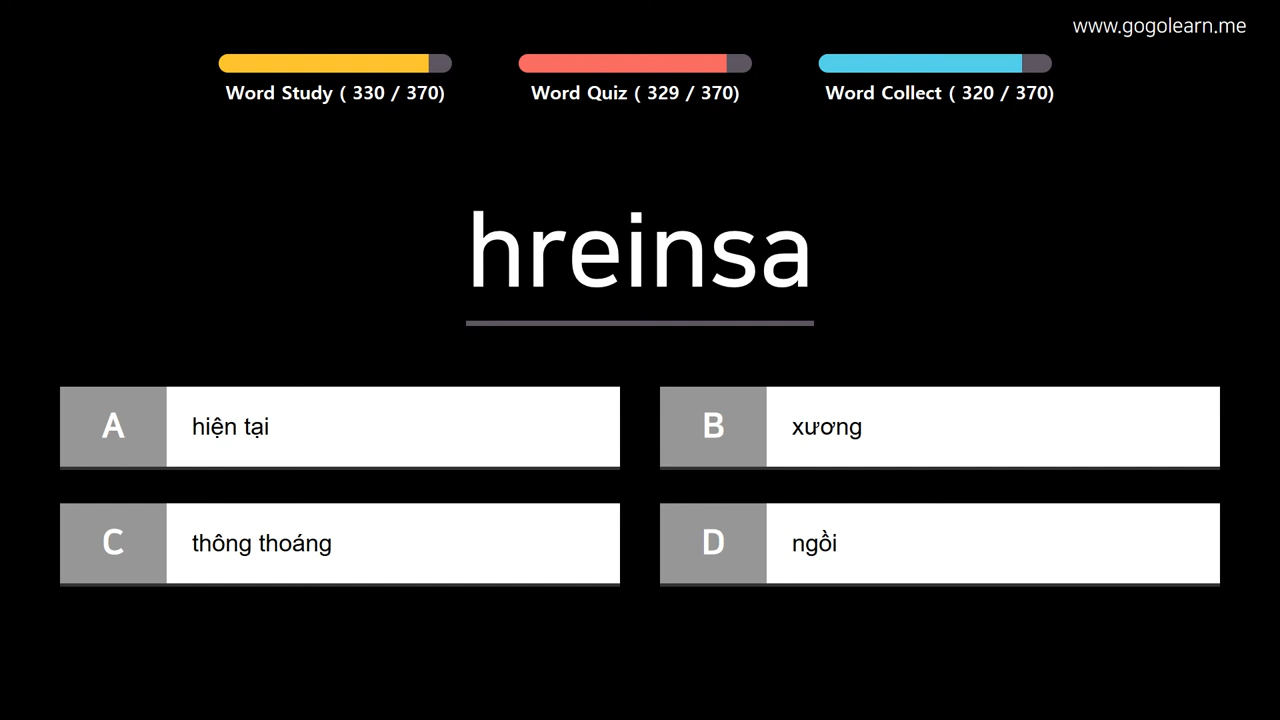 www.gogolearn.me
Word Study ( 330 / 370)
Word Quiz ( 329 / 370)
Word Collect ( 320 / 370)
hreinsa
A hiện tại
B xương
C thông thoáng
D ngồi